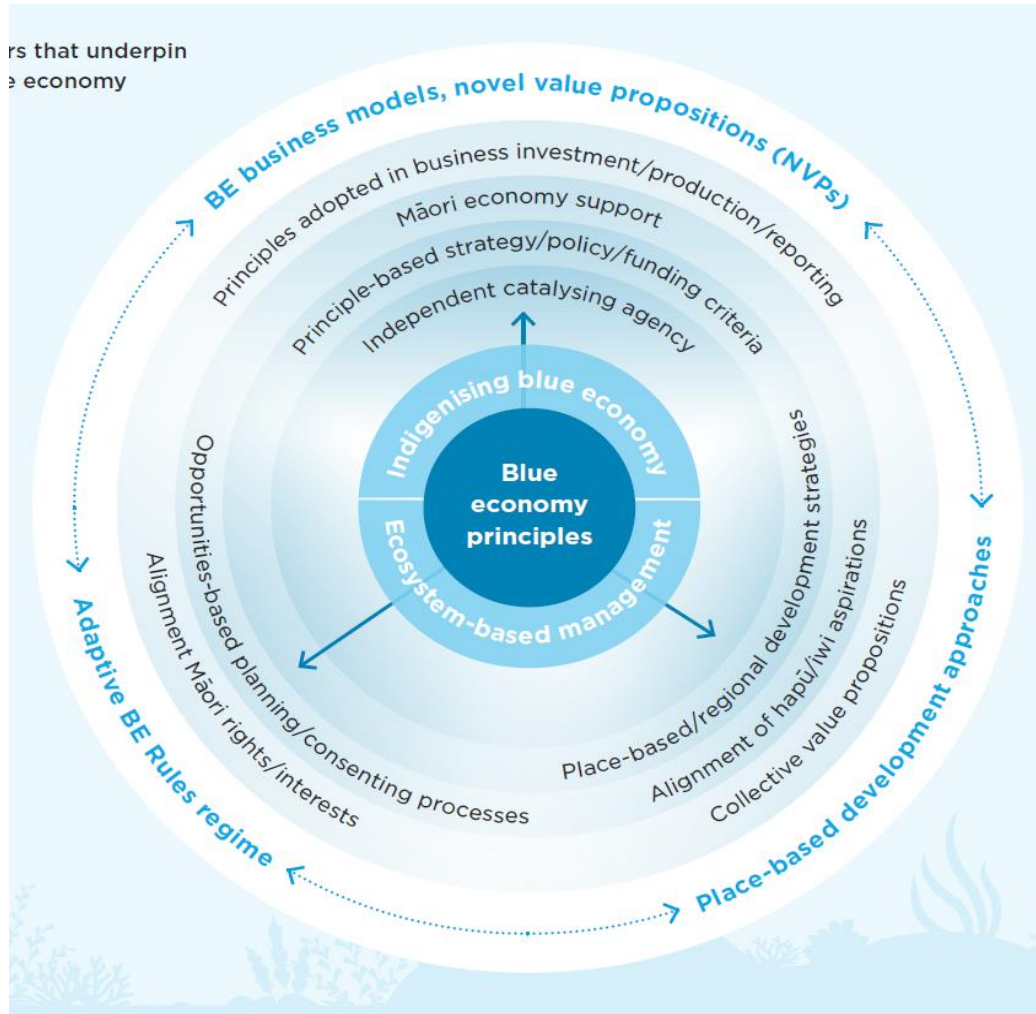 that underpin
economy
BE business models, novel value propositions (NVPs)
Principles adopted in business investment/production/reporting
Māori economy support
Principle-based strategy/policy/funding criteria
Independent catalysing agency
Indigenising blue economy
Blue
economy
principles
Ecosystem-based management
Opportunities-based planning/consenting processes
Alignment Māori rights/interests
Adaptive BE Rules regime
Place-based/regional development strategies
Alignment of hapū/iwi aspirations
Collective value propositions
Place-based development approaches